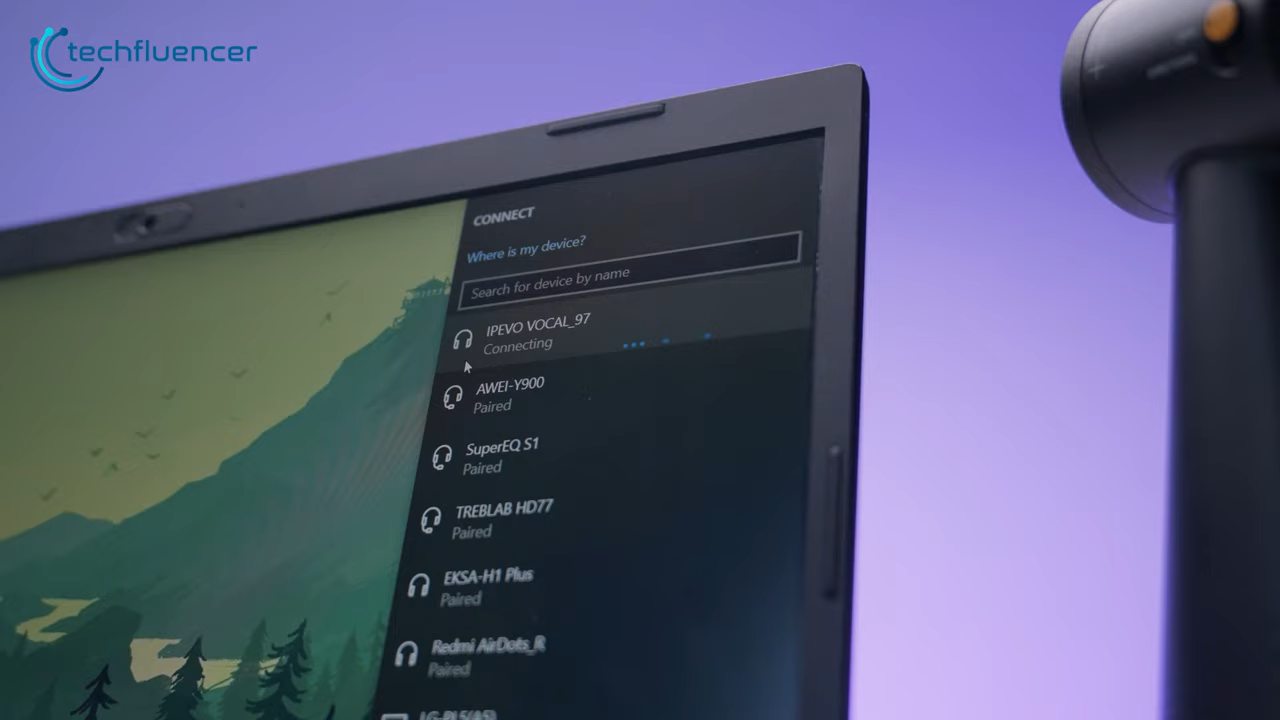 techfluencer
CONNECT
Where is my device?
Search for device by name
IPEVO VOCAL_97
Connecting
AWEI-Y900
Paired
SuperEQ S1
Paired
TREBLAB HD77
Paired
EKSA-H1 Plus
Paired
Redmi AirDots_R
Paired